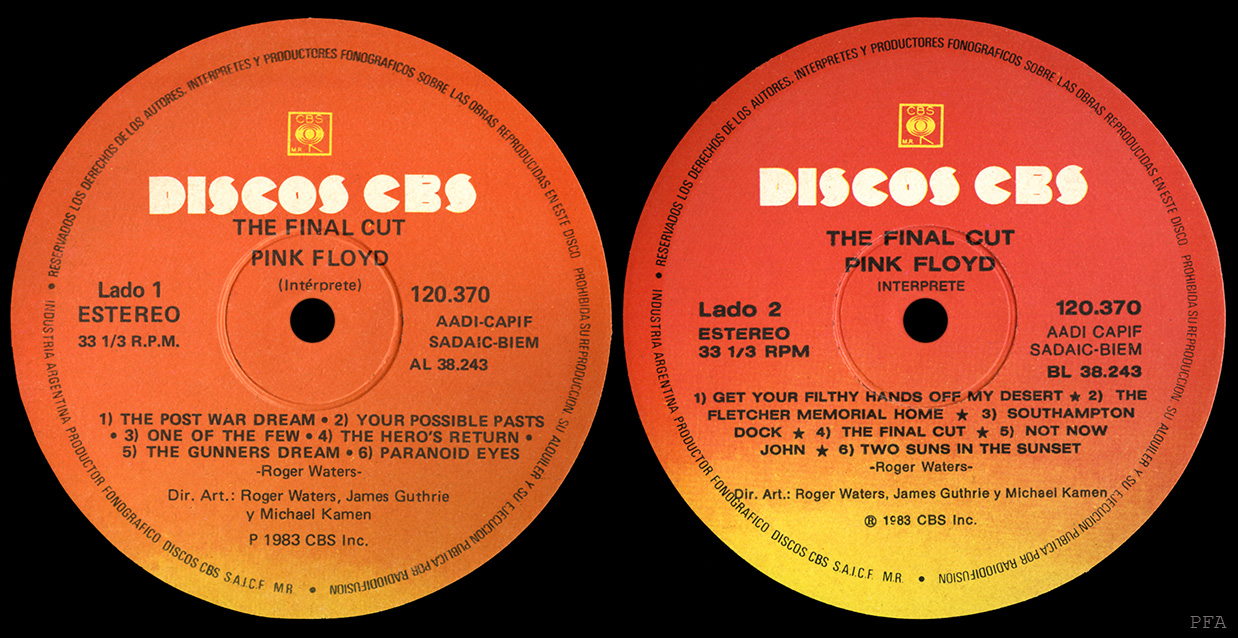 CBS
M.R.
DISCOS CBS
THE FINAL CUT
PINK FLOYD
(Intérprete)
Lado 1
ESTEREO
33 1/3 R.P.M.
120.370
AADI-CAPIF
SADAIC-BIEM
AL 38.243
1) THE POST WAR DREAM • 2) YOUR POSSIBLE PASTS
• 3) ONE OF THE FEW • 4) THE HERO'S RETURN •
5) THE GUNNERS DREAM • 6) PARANOID EYES
-Roger Waters-
Dir. Art.: Roger Waters, James Guthrie
y Michael Kamen
P 1983 CBS Inc.
• RESERVADOS LOS DERECHOS DE LOS AUTORES, INTERPRETES Y PRODUCTORES FONOGRAFICOS SOBRE LAS OBRAS REPRODUCIDAS EN ESTE DISCO PROHIBIDA SU REPRODUCCION, SU ALQUILER Y SU EJECUCION PUBLICA POR RADIODIFUSION
• INDUSTRIA ARGENTINA PRODUCTOR FONOGRAFICO DISCOS CBS S.A.I.C.F. M.R. •
CBS
M.R.
DISCOS CBS
THE FINAL CUT
PINK FLOYD
INTERPRETE
Lado 2
ESTEREO
33 1/3 RPM
120.370
AADI CAPIF
SADAIC-BIEM
BL 38.243
1) GET YOUR FILTHY HANDS OFF MY DESERT ★ 2) THE
FLETCHER MEMORIAL HOME ★ 3) SOUTHAMPTON
DOCK ★ 4) THE FINAL CUT ★ 5) NOT NOW
JOHN ★ 6) TWO SUNS IN THE SUNSET
-Roger Waters-
Dir. Art.: Roger Waters, James Guthrie y Michael Kamen
® 1983 CBS Inc.
• RESERVADOS LOS DERECHOS DE LOS AUTORES, INTERPRETES Y PRODUCTORES FONOGRAFICOS SOBRE LAS OBRAS REPRODUCIDAS EN ESTE DISCO PROHIBIDA SU REPRODUCCION, SU ALQUILER Y SU EJECUCION PUBLICA POR RADIODIFUSION
• INDUSTRIA ARGENTINA PRODUCTOR FONOGRAFICO DISCOS CBS S.A.I.C.F. M.R. •
PFA